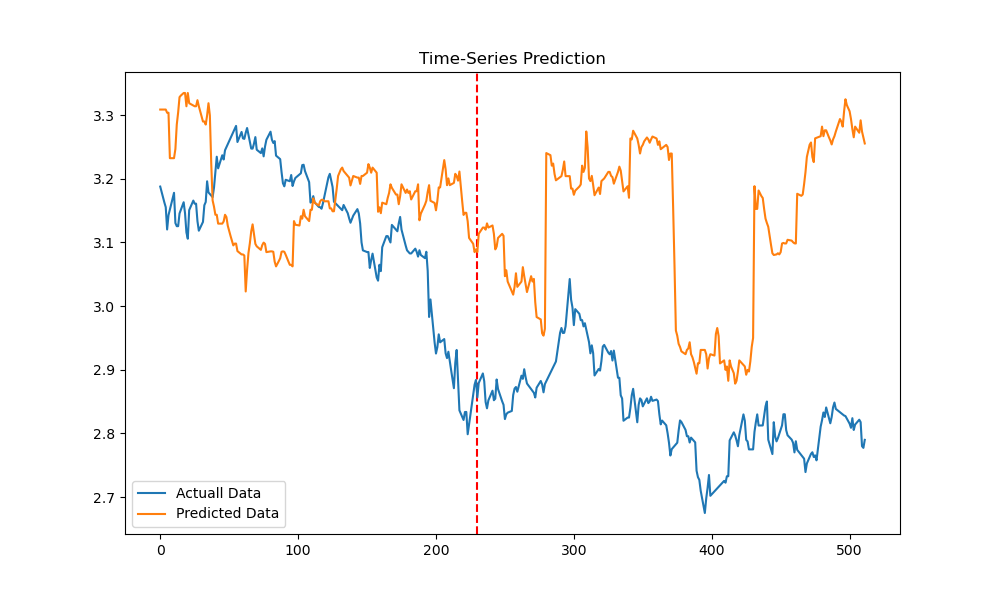 Time-Series Prediction
3.3
3.2
3.1
3.0
2.9
2.8
2.7
Actuall Data
Predicted Data
0 100 200 300 400 500